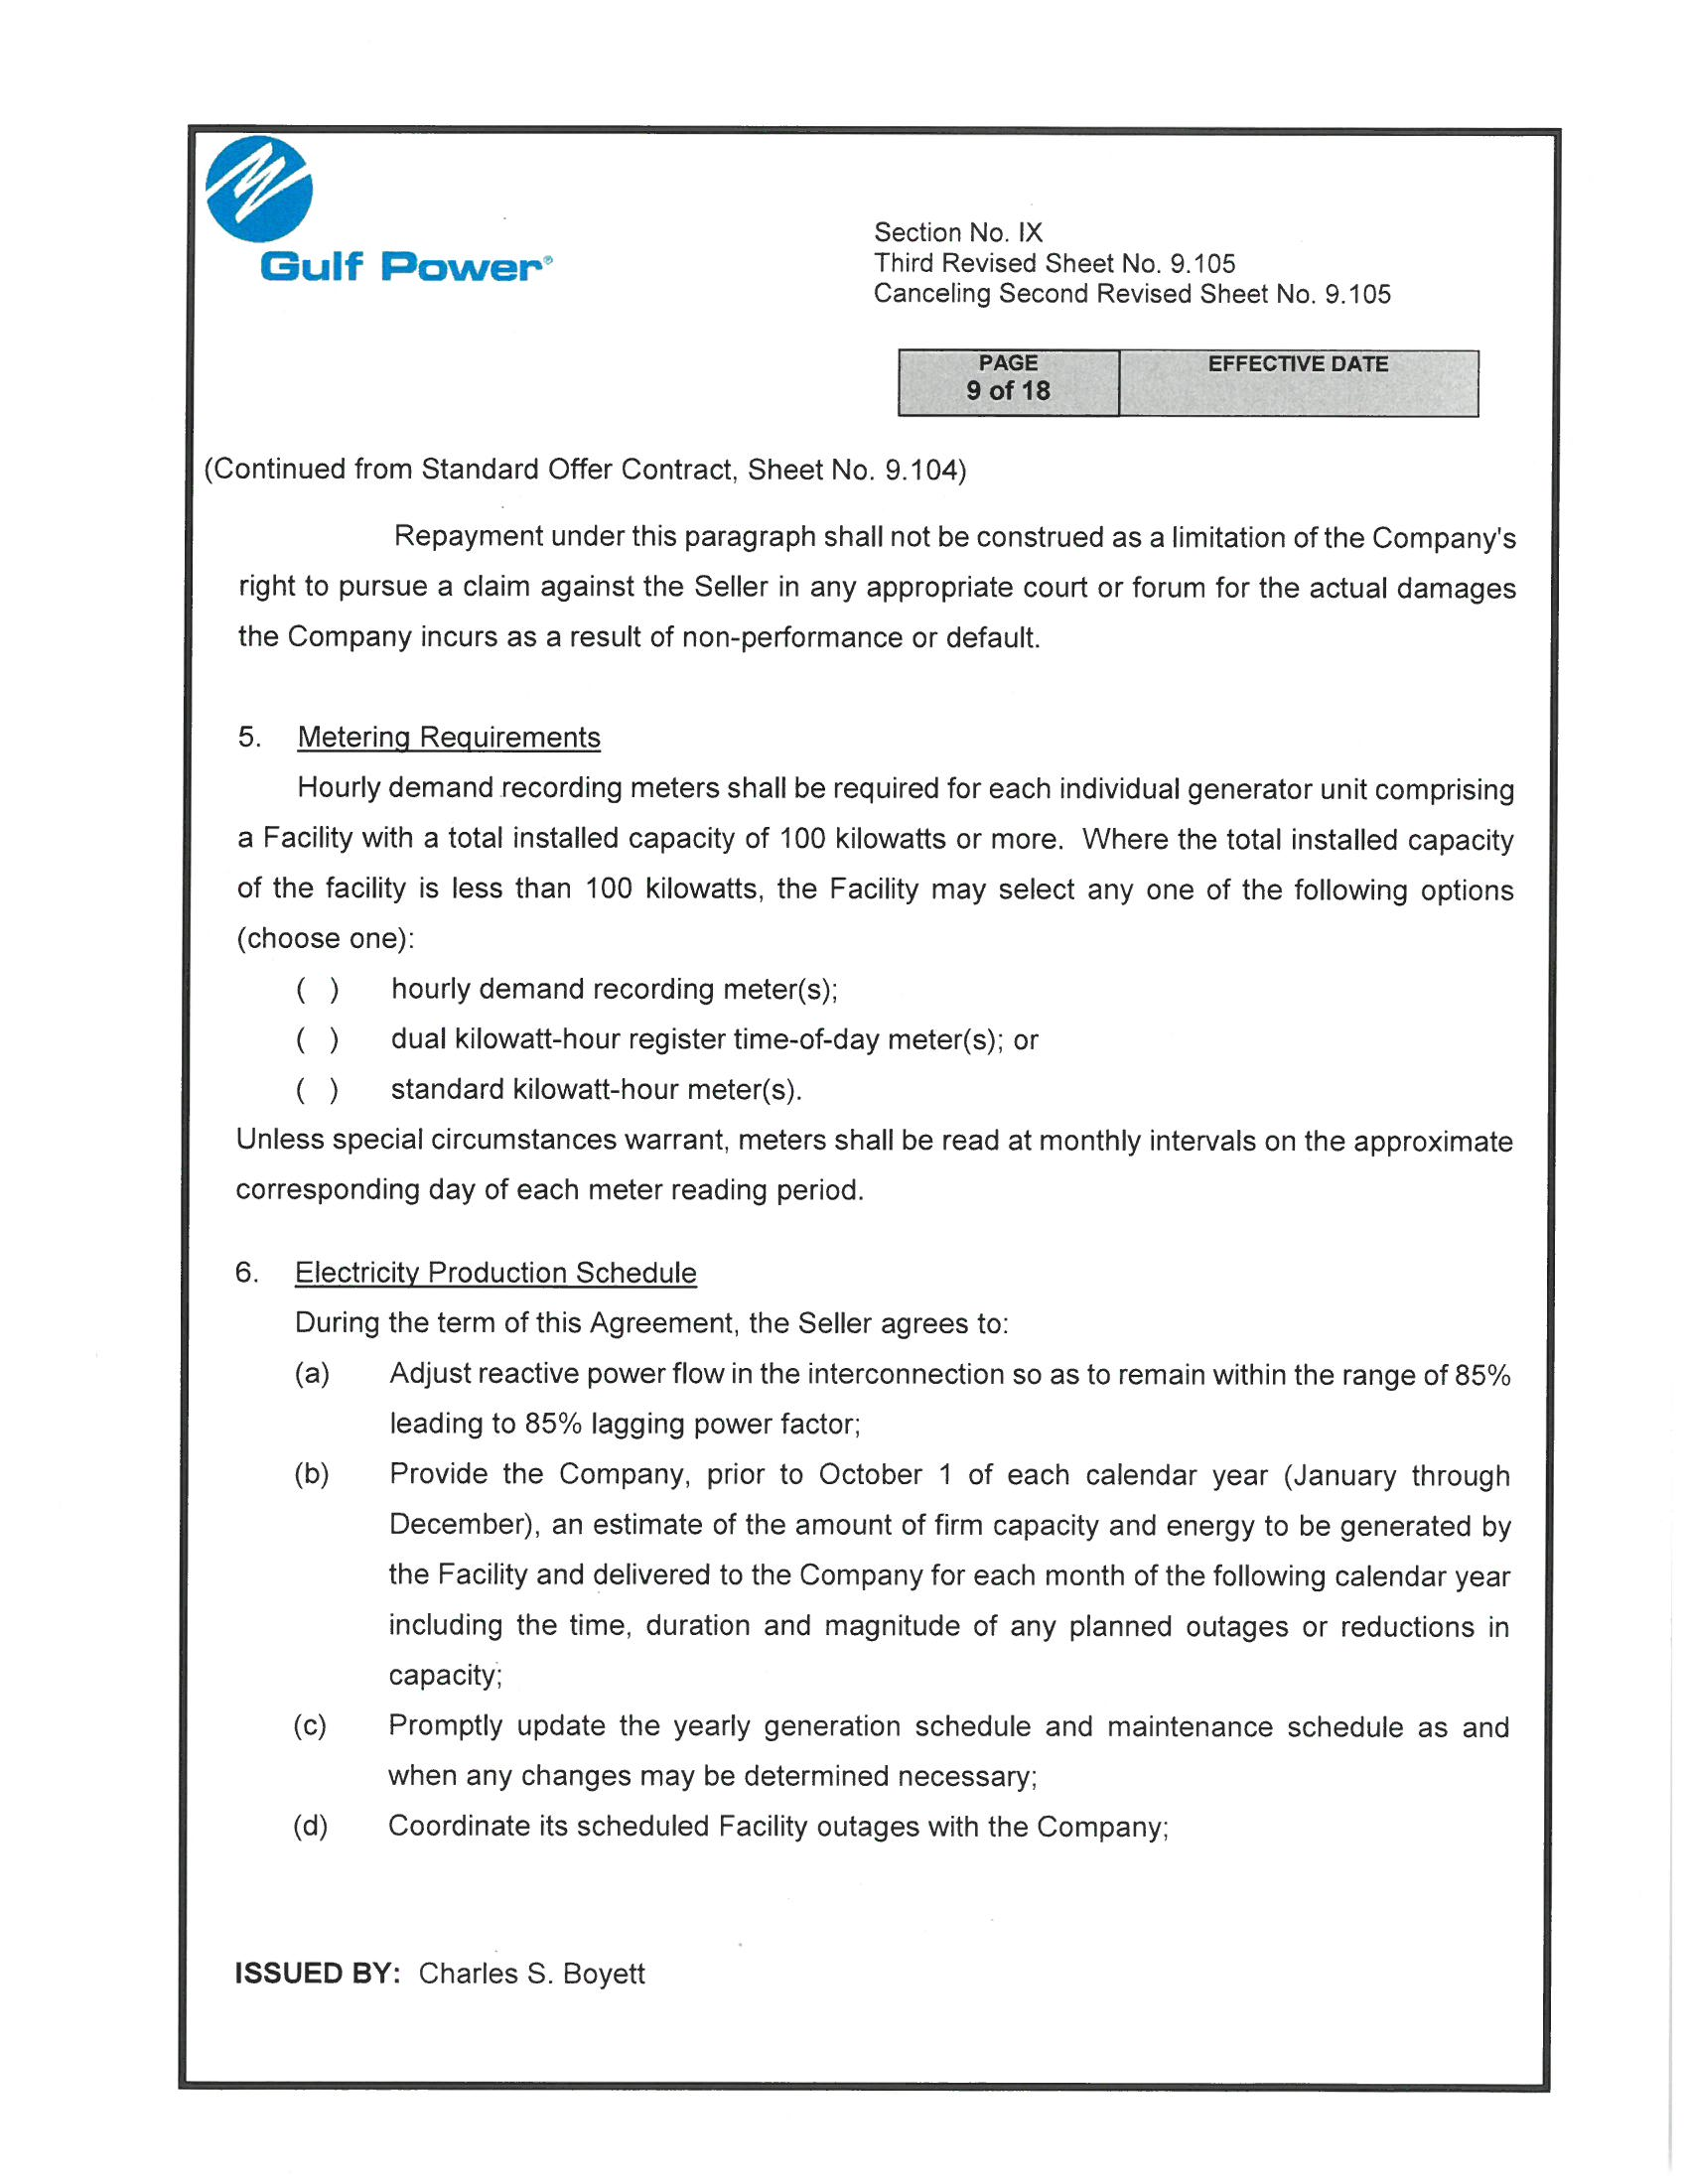 Gulf Power®
Section No. IX
Third Revised Sheet No. 9.105
Canceling Second Revised Sheet No. 9.105
PAGE
9 of 18
EFFECTIVE DATE
(Continued from Standard Offer Contract, Sheet No. 9.104)
Repayment under this paragraph shall not be construed as a limitation of the Company's
right to pursue a claim against the Seller in any appropriate court or forum for the actual damages
the Company incurs as a result of non-performance or default.
5. Metering Requirements
Hourly demand recording meters shall be required for each individual generator unit comprising
a Facility with a total installed capacity of 100 kilowatts or more. Where the total installed capacity
of the facility is less than 100 kilowatts, the Facility may select any one of the following options
(choose one):
( ) hourly demand recording meter(s);
( ) dual kilowatt-hour register time-of-day meter(s); or
( ) standard kilowatt-hour meter(s).
Unless special circumstances warrant, meters shall be read at monthly intervals on the approximate
corresponding day of each meter reading period.
6. Electricity Production Schedule
During the term of this Agreement, the Seller agrees to:
(a) Adjust reactive power flow in the interconnection so as to remain within the range of 85%
leading to 85% lagging power factor;
(b) Provide the Company, prior to October 1 of each calendar year (January through
December), an estimate of the amount of firm capacity and energy to be generated by
the Facility and delivered to the Company for each month of the following calendar year
including the time, duration and magnitude of any planned outages or reductions in
capacity;
(c) Promptly update the yearly generation schedule and maintenance schedule as and
when any changes may be determined necessary;
(d) Coordinate its scheduled Facility outages with the Company;
ISSUED BY: Charles S. Boyett